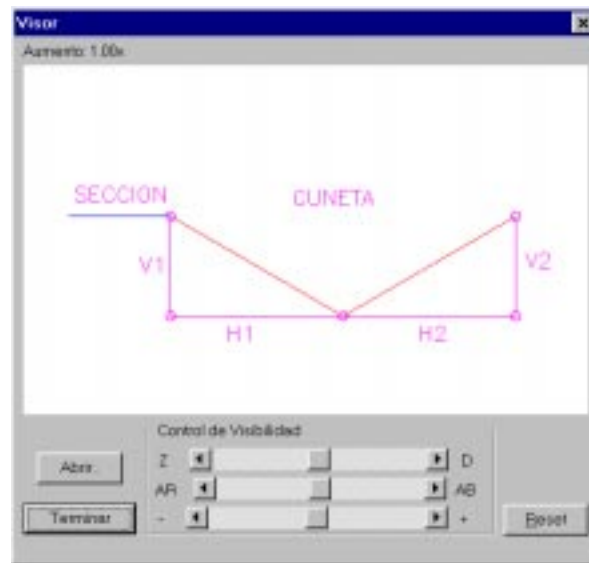 Visor
Aumento: 1.00x
SECCION
CUNETA
V1
V2
H1
H2
Control de Visibilidad
Abrir..
Z
D
AR
AB
Terminar
-
+
Reset